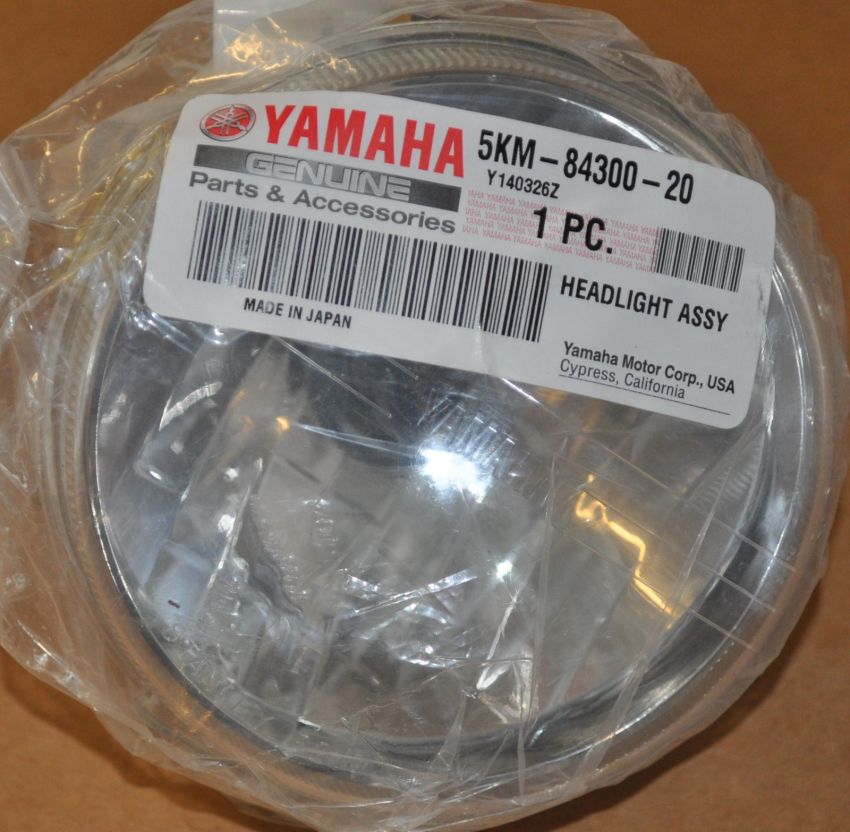 YAMAHA
GENUINE
Parts & Accessories
MADE IN JAPAN
5KM-84300-20
Y140326Z
1 PC.
HEADLIGHT ASSY
Yamaha Motor Corp., USA
Cypress, California